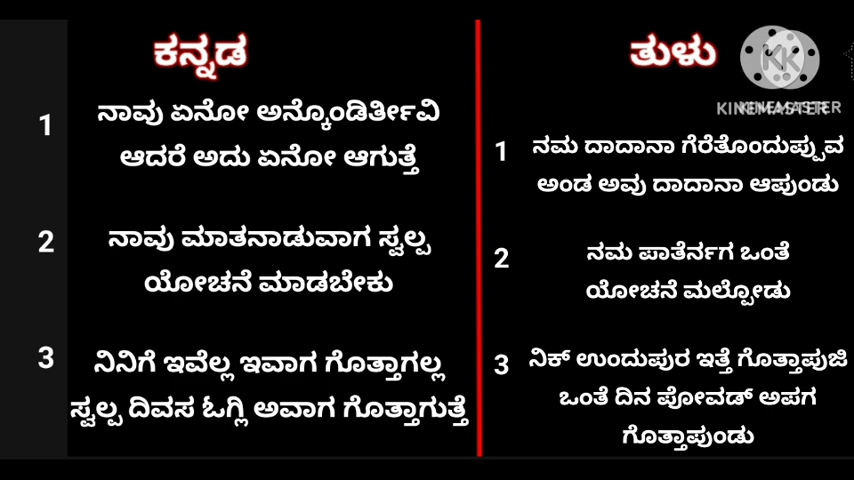 ಕನ್ನಡ
1
ನಾವು ಏನೋ ಅನ್ಕೊಂಡಿರ್ತೀವಿ
ಆದರೆ ಅದು ಏನೋ ಆಗುತ್ತೆ
2
ನಾವು ಮಾತನಾಡುವಾಗ ಸ್ವಲ್ಪ
ಯೋಚನೆ ಮಾಡಬೇಕು
3
ನಿನಿಗೆ ಇವೆಲ್ಲ ಇವಾಗ ಗೊತ್ತಾಗಲ್ಲ
ಸ್ವಲ್ಪ ದಿವಸ ಓಗ್ಲಿ ಅವಾಗ ಗೊತ್ತಾಗುತ್ತೆ
ತುಳು
KK
KINEMASTER
1
ನಮ ದಾದಾನಾ ಗೆರೆತೊಂದುಪ್ಪುವ
ಅಂಡ ಅವು ದಾದಾನಾ ಆಪುಂಡು
2
ನಮ ಪಾತೆರ್ನಗ ಒಂತೆ
ಯೋಚನೆ ಮಲ್ಪೋಡು
3
ನಿಕ್ ಉಂದುಪುರ ಇತ್ತೆ ಗೊತ್ತಾಪುಜಿ
ಒಂತೆ ದಿನ ಪೋವಡ್ ಅಪಗ
ಗೊತ್ತಾಪುಂಡು